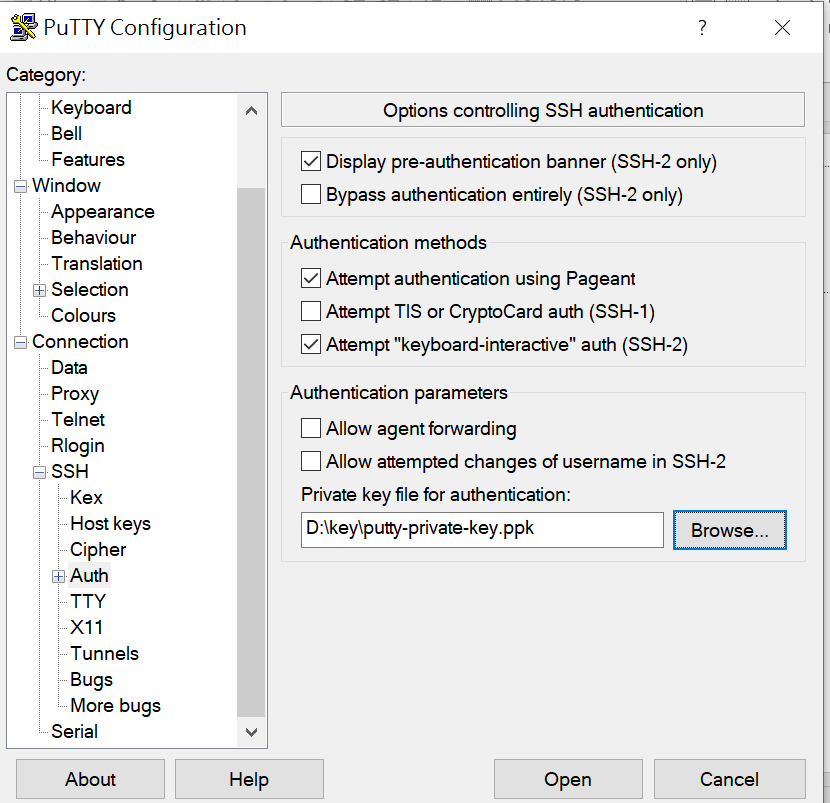 PuTTY Configuration
?
Category:
Keyboard
Bell
Features
Window
Appearance
Behaviour
Translation
Selection
Colours
Connection
Data
Proxy
Telnet
Rlogin
SSH
Kex
Host keys
Cipher
Auth
TTY
X11
Tunnels
Bugs
More bugs
Serial
Options controlling SSH authentication
Display pre-authentication banner (SSH-2 only)
Bypass authentication entirely (SSH-2 only)
Authentication methods
Attempt authentication using Pageant
Attempt TIS or CryptoCard auth (SSH-1)
Attempt "keyboard-interactive" auth (SSH-2)
Authentication parameters
Allow agent forwarding
Allow attempted changes of username in SSH-2
Private key file for authentication:
D:\key\putty-private-key.ppk
Browse...
About
Help
Open
Cancel